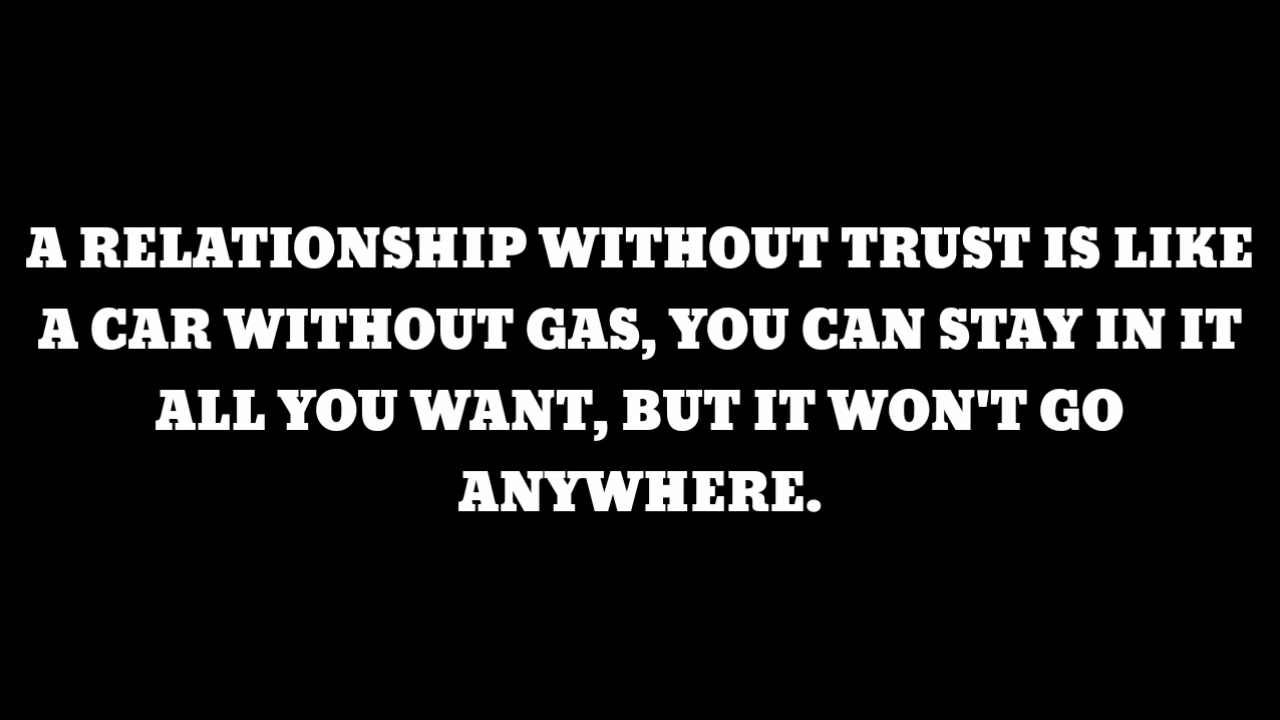 A RELATIONSHIP WITHOUT TRUST IS LIKE
A CAR WITHOUT GAS, YOU CAN STAY IN IT
ALL YOU WANT, BUT IT WON'T GO
ANYWHERE.